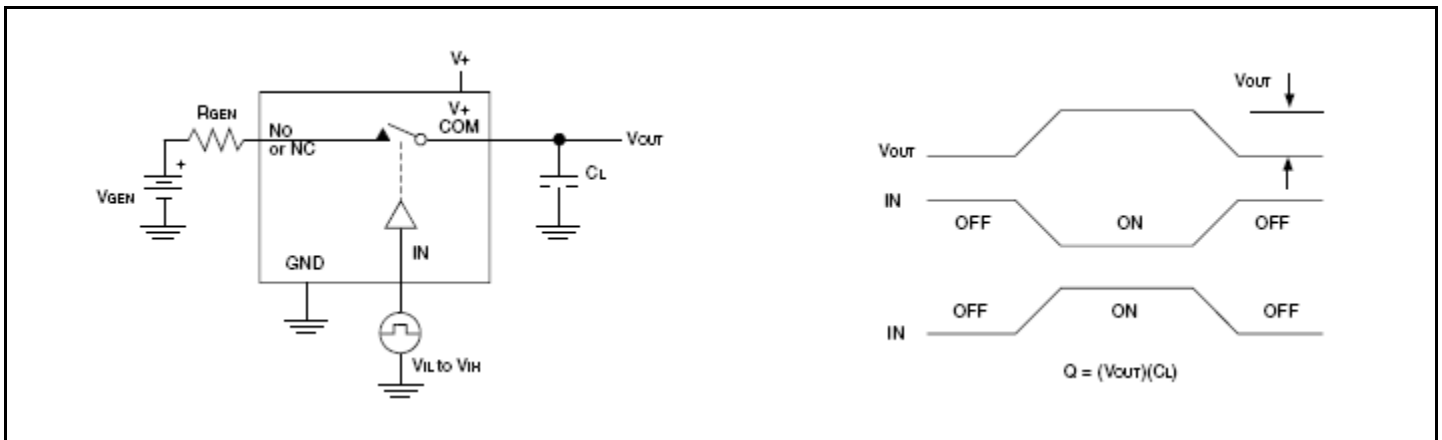 V+
RGEN
V+
COM
NO
or NC
VOUT
CL
+
VGEN
IN
GND
VIL to VIH
VOUT
VOUT
IN
OFF
ON
OFF
OFF
ON
OFF
IN
Q = (VOUT)(CL)